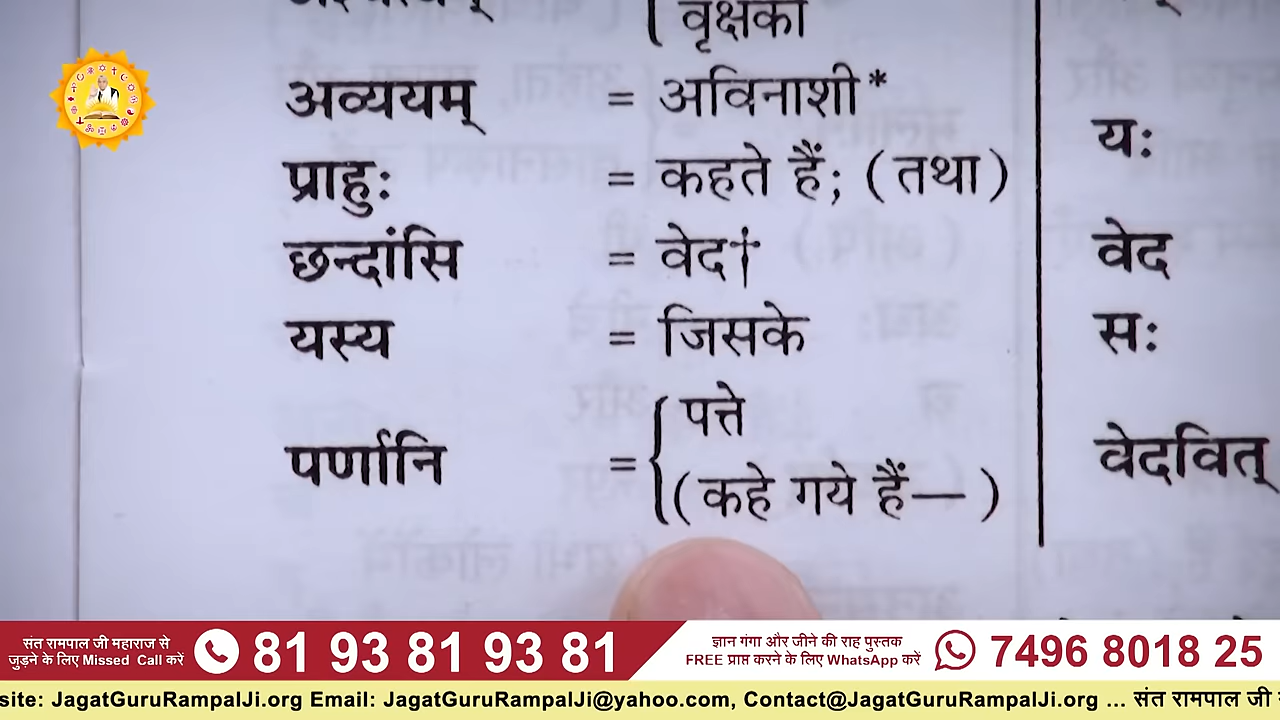 वृक्षको
अव्ययम् = अविनाशी*
प्राहुः = कहते हैं; (तथा)
छन्दांसि = वेद†
यस्य = जिसके
पर्णानि = { पत्ते
(कहे गये हैं— )
यः
वेद
सः
वेदवित्
संत रामपाल जी महाराज से
जुड़ने के लिए Missed Call करें
81 93 81 93 81
ज्ञान गंगा और जीने की राह पुस्तक
FREE प्राप्त करने के लिए WhatsApp करें
7496 8018 25
site: JagatGuruRampalJi.org Email: JagatGuruRampalJi@yahoo.com, Contact@JagatGuruRampalJi.org ... संत रामपाल जी